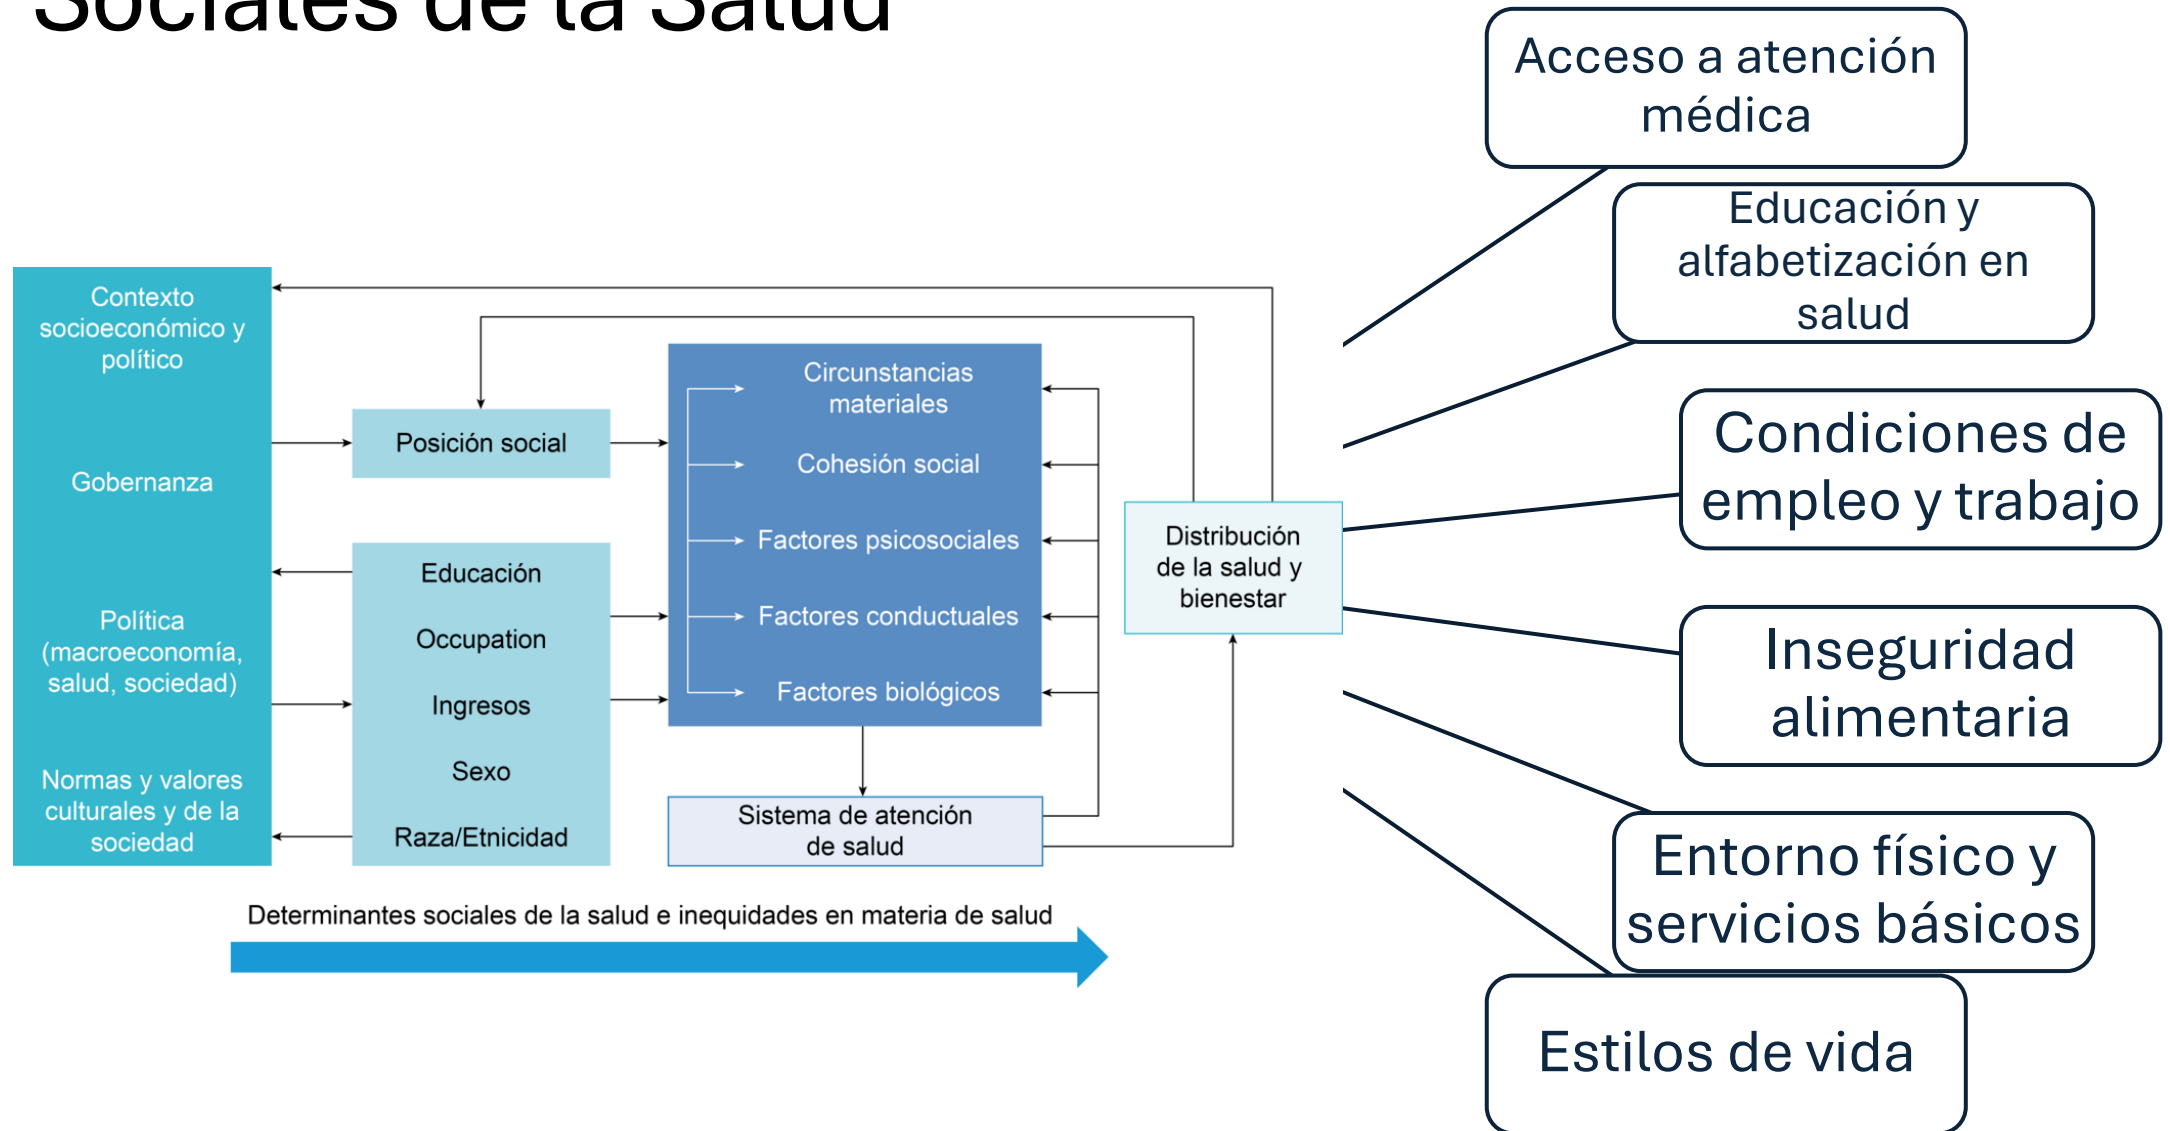 Sociales de la Salud
Contexto
socioeconómico y
político
Gobernanza
Política
(macroeconomía,
salud, sociedad)
Normas y valores
culturales y de la
sociedad
Posición social
Educación
Occupation
Ingresos
Sexo
Raza/Etnicidad
Circunstancias
materiales
Cohesión social
Factores psicosociales
Factores conductuales
Factores biológicos
Sistema de atención
de salud
Distribución
de la salud y
bienestar
Determinantes sociales de la salud e inequidades en materia de salud
Acceso a atención
médica
Educación y
alfabetización en
salud
Condiciones de
empleo y trabajo
Inseguridad
alimentaria
Entorno físico y
servicios básicos
Estilos de vida